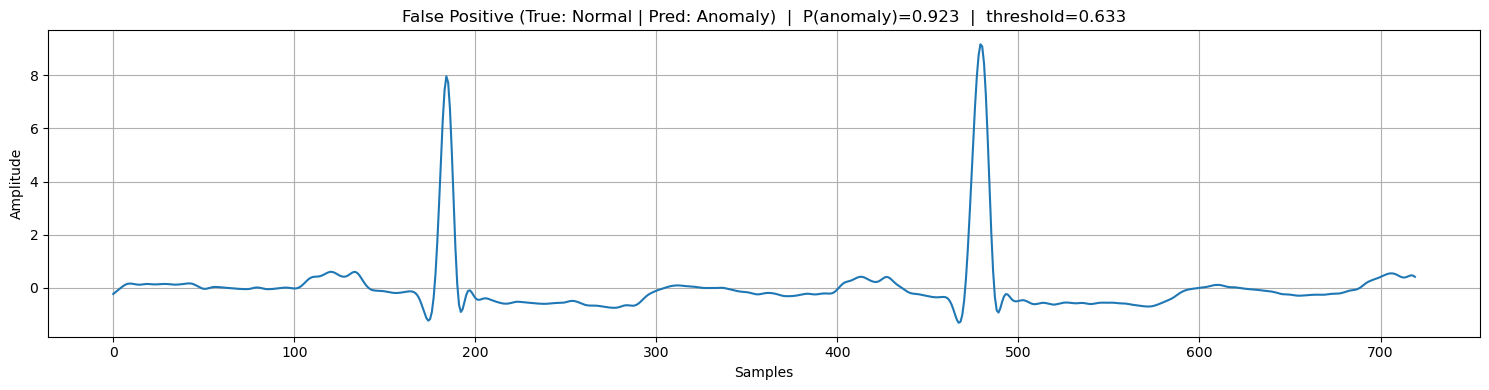 False Positive (True: Normal | Pred: Anomaly)  |  P(anomaly)=0.923  |  threshold=0.633
Amplitude
8
6
4
2
0
0 100 200 300 400 500 600 700
Samples